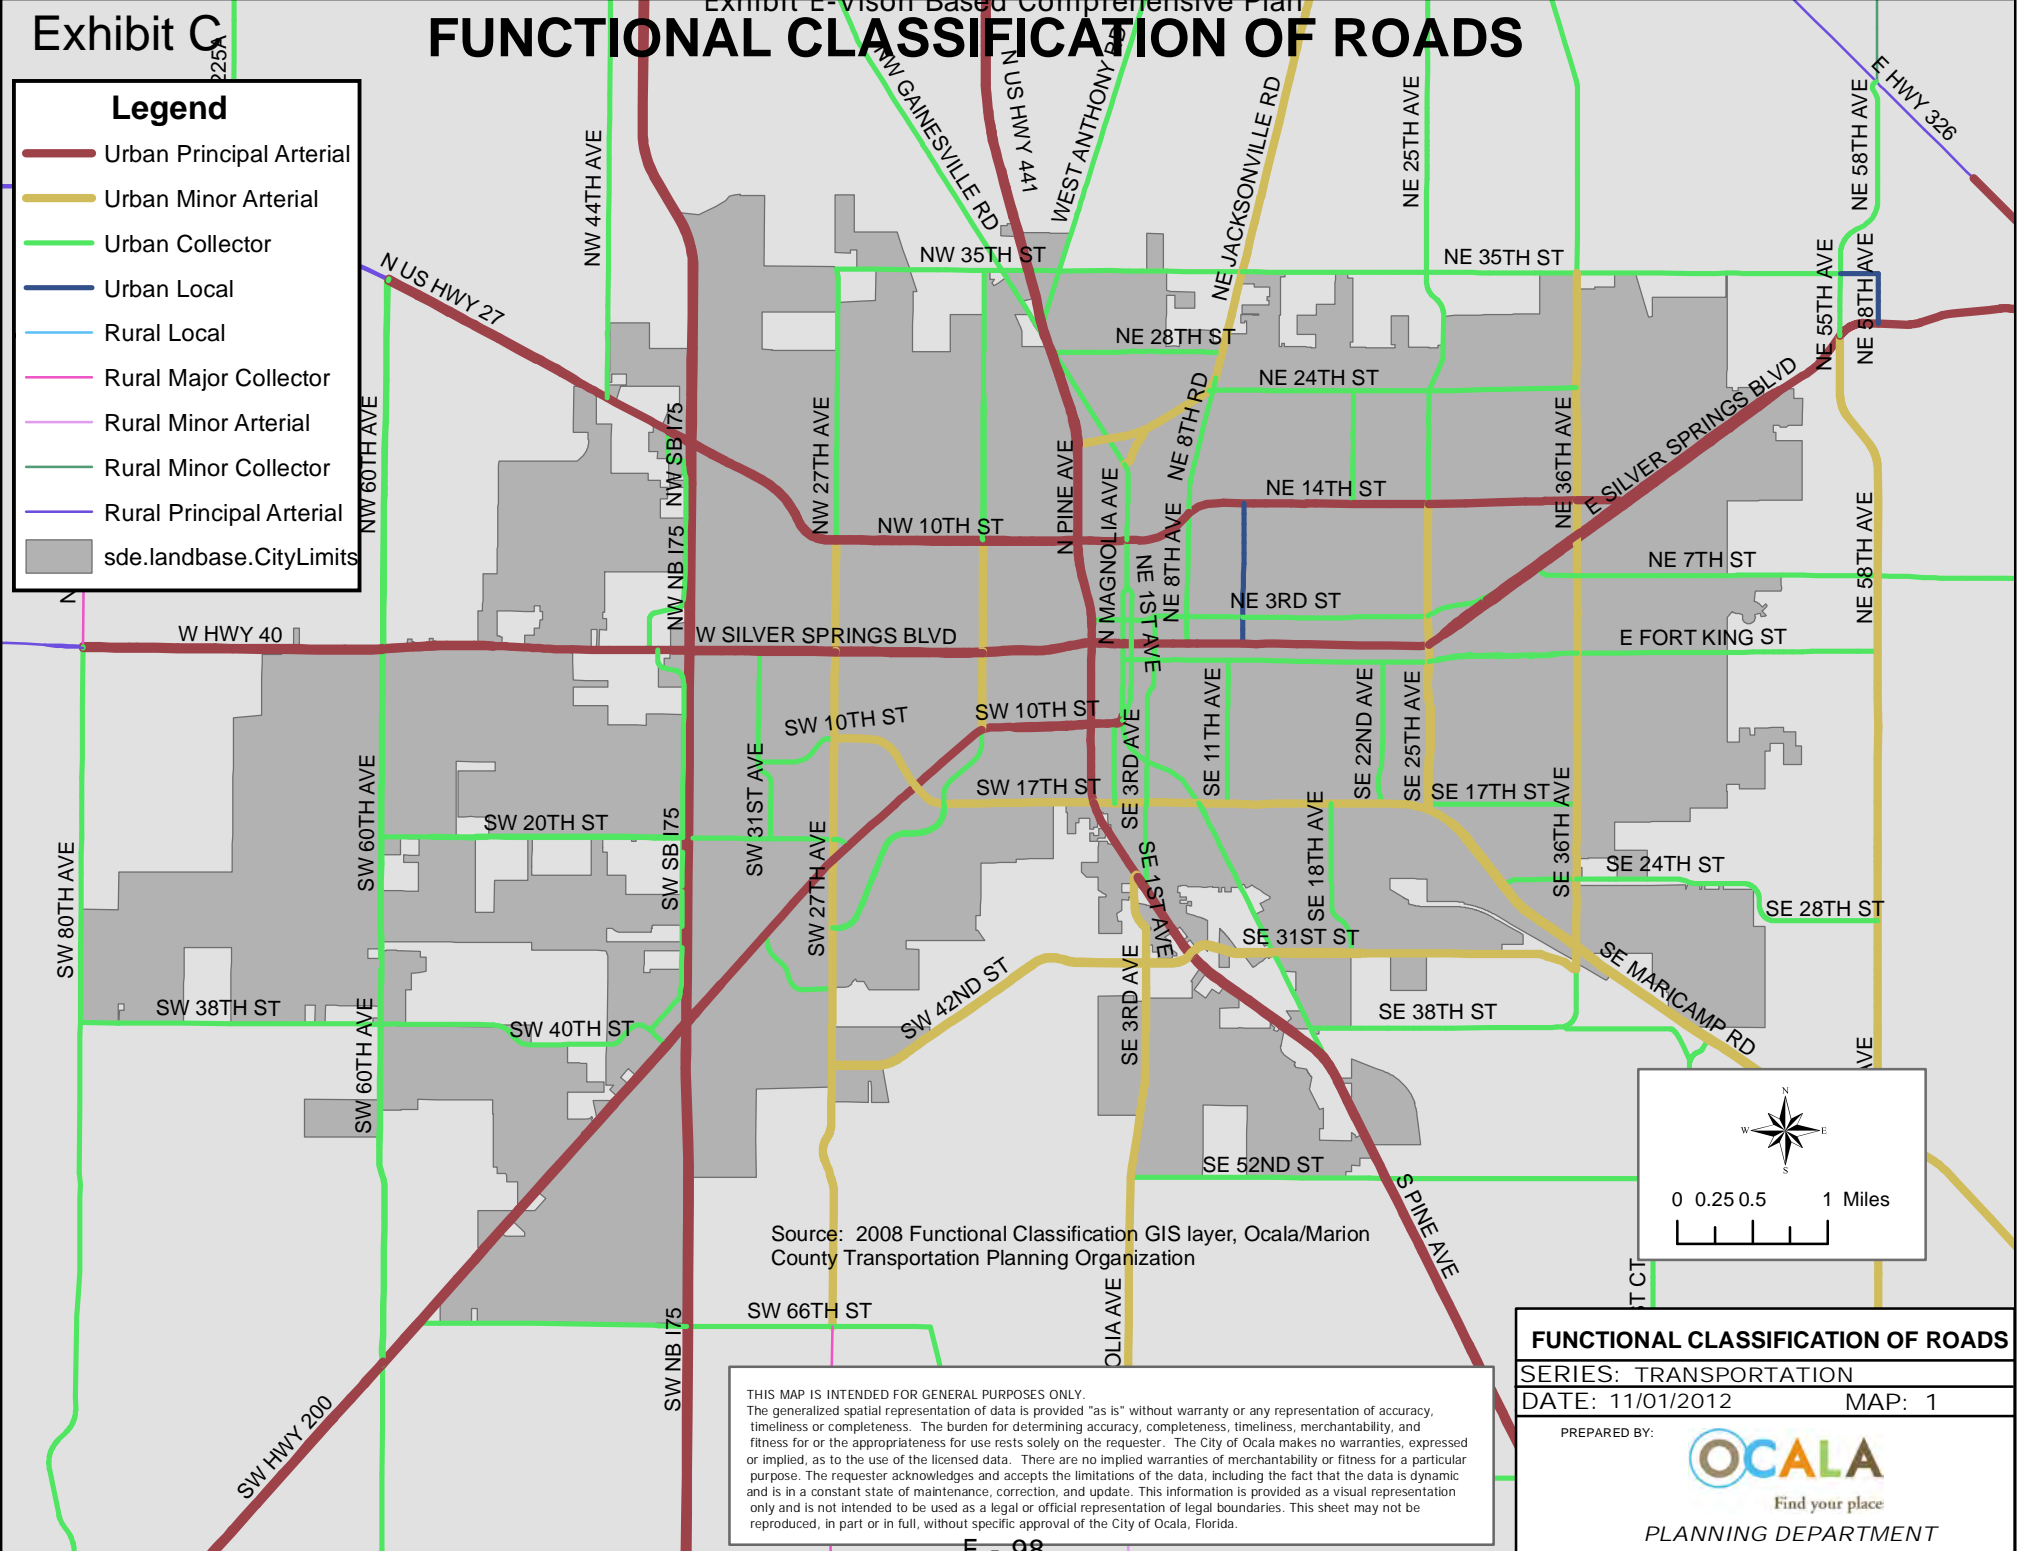 Exhibit E-Vison Based Comprehensive Plan
Exhibit C
FUNCTIONAL CLASSIFICATION OF ROADS
225A
Legend
Urban Principal Arterial
Urban Minor Arterial
Urban Collector
Urban Local
Rural Local
Rural Major Collector
Rural Minor Arterial
Rural Minor Collector
Rural Principal Arterial
sde.landbase.CityLimits
N
NW GAINESVILLE RD
N US HWY 441
WEST ANTHONY RD
NE JACKSONVILLE RD
NE 25TH AVE
NE 58TH AVE
E HWY 326
NW 44TH AVE
N US HWY 27
NW 35TH ST
NE 35TH ST
NE 55TH AVE
NE 58TH AVE
NE 28TH ST
NE 24TH ST
NE 8TH RD
NW 60TH AVE
NW SB I75
NW 27TH AVE
N PINE AVE
N MAGNOLIA AVE
NE 14TH ST
NE 36TH AVE
E SILVER SPRINGS BLVD
NW 10TH ST
NW NB I75
NE 1ST AVE
NE 8TH AVE
NE 7TH ST
NE 58TH AVE
NE 3RD ST
W HWY 40
W SILVER SPRINGS BLVD
E FORT KING ST
SW 10TH ST
SW 10TH ST
SE 3RD AVE
SE 11TH AVE
SE 22ND AVE
SE 25TH AVE
SW 60TH AVE
SW 31ST AVE
SW 17TH ST
SE 17TH ST
SE 36TH AVE
SW 20TH ST
SW SB I75
SW 27TH AVE
SE 18TH AVE
SE 24TH ST
SE 1ST AVE
SE 28TH ST
SW 80TH AVE
SE 31ST ST
SE MARICAMP RD
SW 42ND ST
SE 3RD AVE
SW 38TH ST
SW 40TH ST
SE 38TH ST
SW 60TH AVE
AVE
N
W
E
S
0 0.25 0.5 1 Miles
SE 52ND ST
S PINE AVE
Source: 2008 Functional Classification GIS layer, Ocala/Marion
County Transportation Planning Organization
OLIA AVE
ST CT
SW 66TH ST
SW NB I75
SW HWY 200
THIS MAP IS INTENDED FOR GENERAL PURPOSES ONLY.
The generalized spatial representation of data is provided "as is" without warranty or any representation of accuracy,
timeliness or completeness. The burden for determining accuracy, completeness, timeliness, merchantability, and
fitness for or the appropriateness for use rests solely on the requester. The City of Ocala makes no warranties, expressed
or implied, as to the use of the licensed data. There are no implied warranties of merchantability or fitness for a particular
purpose. The requester acknowledges and accepts the limitations of the data, including the fact that the data is dynamic
and is in a constant state of maintenance, correction, and update. This information is provided as a visual representation
only and is not intended to be used as a legal or official representation of legal boundaries. This sheet may not be
reproduced, in part or in full, without specific approval of the City of Ocala, Florida.
E - 98
FUNCTIONAL CLASSIFICATION OF ROADS
SERIES: TRANSPORTATION
DATE: 11/01/2012 MAP: 1
PREPARED BY:
OCALA
Find your place
PLANNING DEPARTMENT